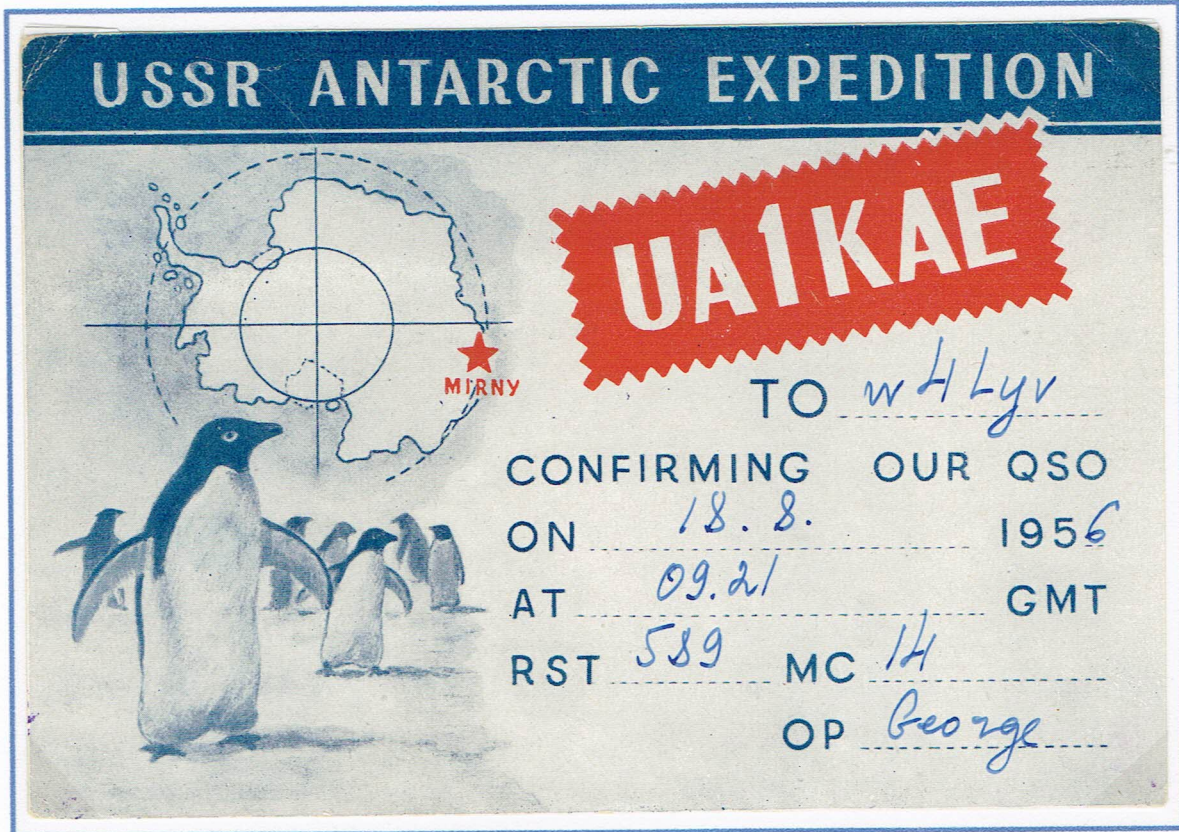 USSR ANTARCTIC EXPEDITION
UA1KAE
MIRNY
TO W4Lyv
CONFIRMING OUR QSO
ON 18.8. 1956
AT 09.21 GMT
RST 589 MC 14
OP George